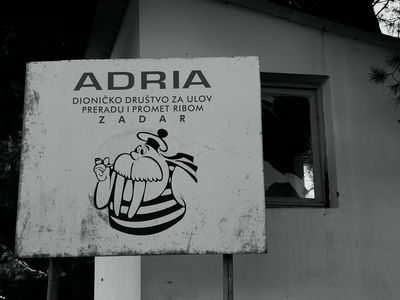 ADRIA
DIONIČKO DRUŠTVO ZA ULOV
PRERADU I PROMET RIBOM
ZADAR